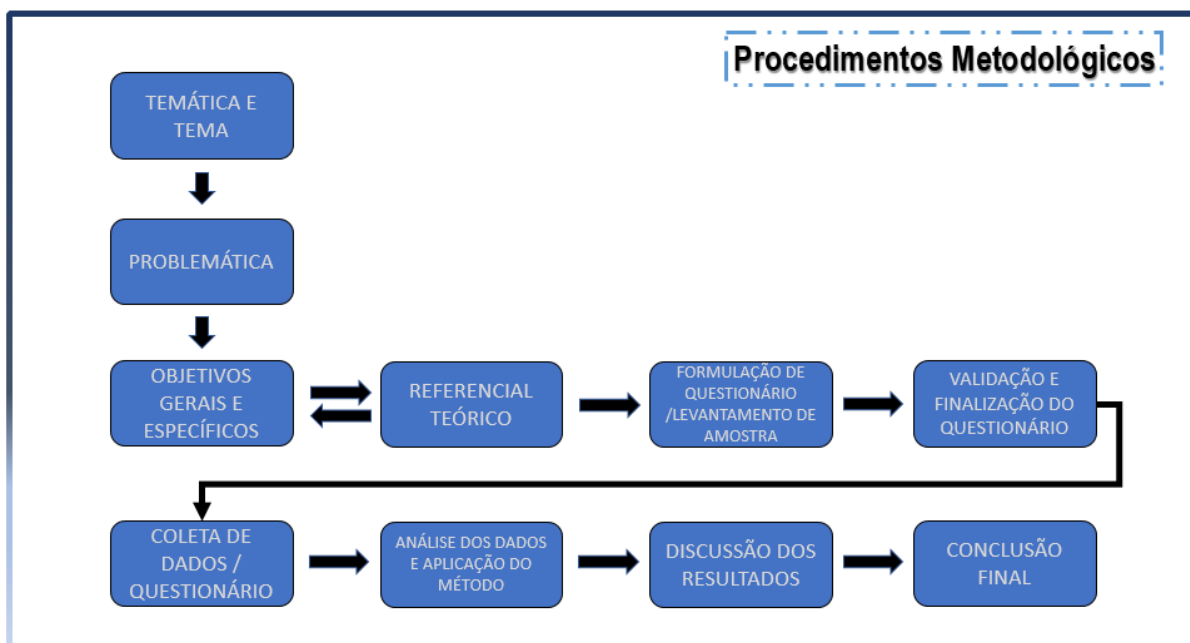 Procedimentos Metodológicos
TEMÁTICA E
TEMA
PROBLEMÁTICA
OBJETIVOS
GERAIS E
ESPECÍFICOS
REFERENCIAL
TEÓRICO
FORMULAÇÃO DE
QUESTIONÁRIO
/LEVANTAMENTO DE
AMOSTRA
VALIDAÇÃO E
FINALIZAÇÃO DO
QUESTIONÁRIO
COLETA DE
DADOS /
QUESTIONÁRIO
ANÁLISE DOS DADOS
E APLICAÇÃO DO
MÉTODO
DISCUSSÃO DOS
RESULTADOS
CONCLUSÃO
FINAL